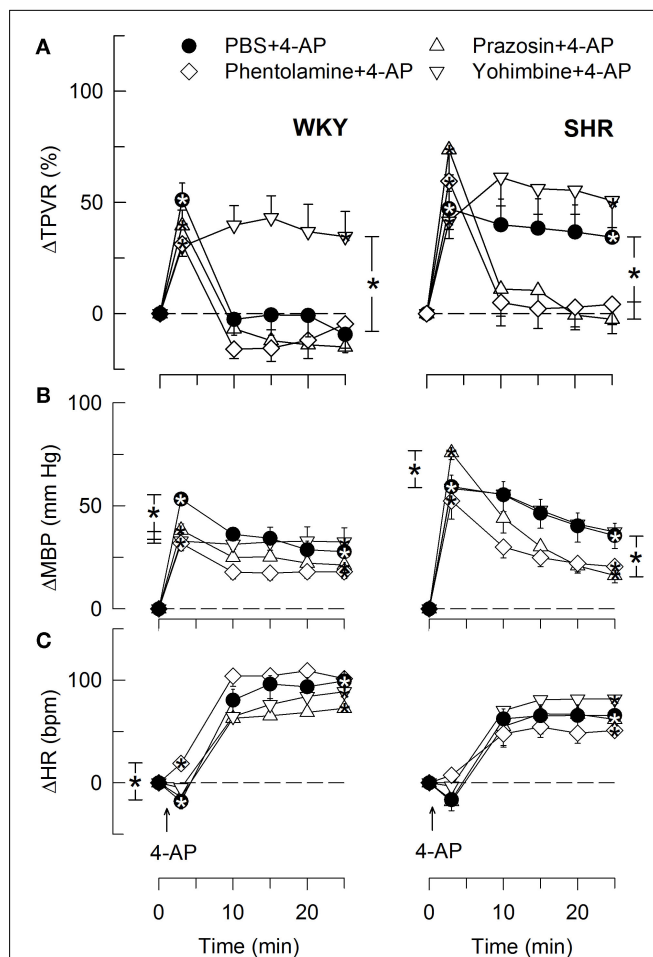 A
PBS+4-AP
Prazosin+4-AP
Phentolamine+4-AP
Yohimbine+4-AP
WKY
SHR
ΔTPVR (%)
100
50
0
*
*
B
ΔMBP (mm Hg)
100
50
0
*
*
*
C
ΔHR (bpm)
100
0
*
4-AP
4-AP
0 10 20
0 10 20
Time (min)
Time (min)